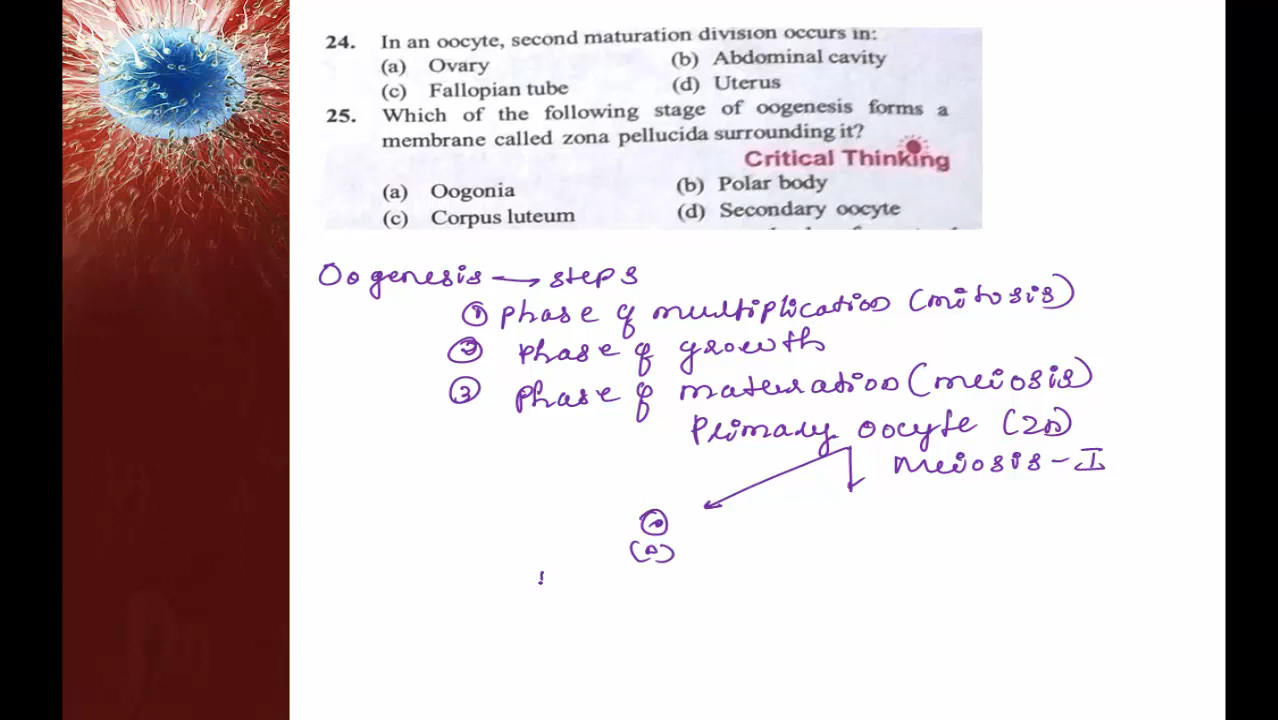 24. In an oocyte, second maturation division occurs in:
(a) Ovary (b) Abdominal cavity
(c) Fallopian tube (d) Uterus
25. Which of the following stage of oogenesis forms a
membrane called zona pellucida surrounding it?
Critical Thinking
(a) Oogonia (b) Polar body
(c) Corpus luteum (d) Secondary oocyte
Oogenesis → steps
① phase of multiplication (mitosis)
② phase of growth
③ phase of maturation (meiosis)
Primary oocyte (2n)
meiosis-I
(n)